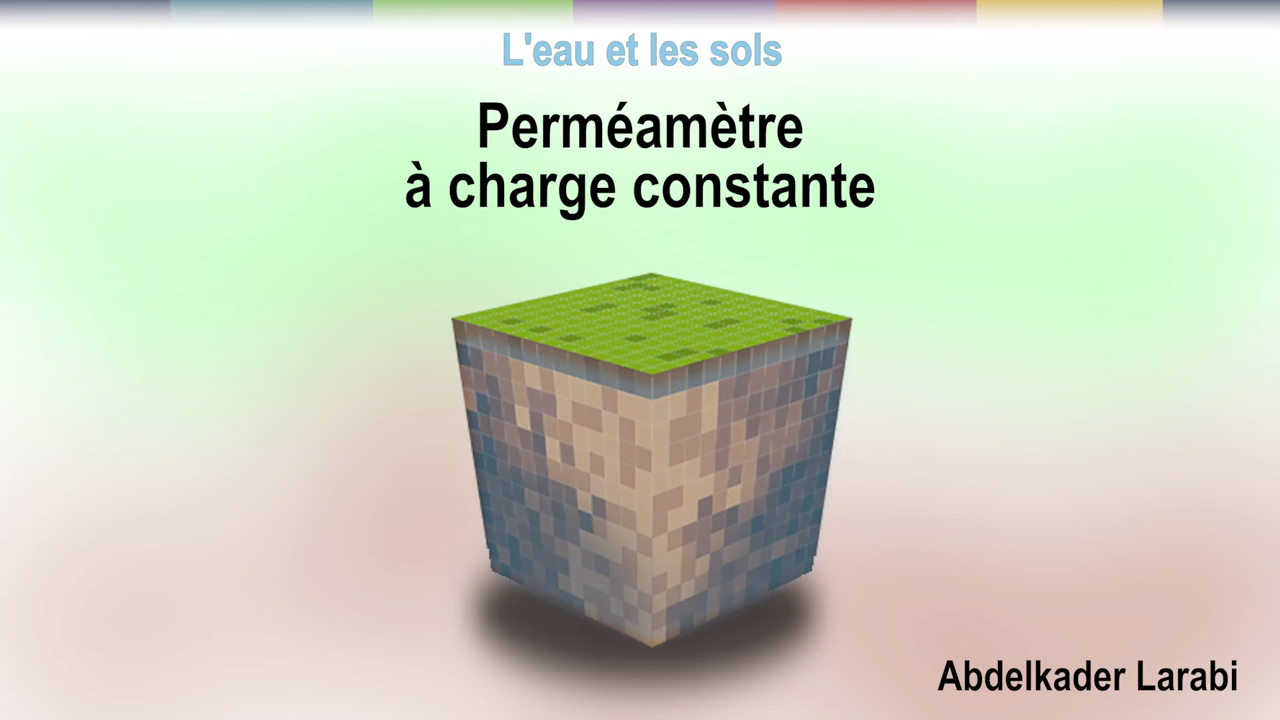 L'eau et les sols
Perméamètre
à charge constante
Abdelkader Larabi